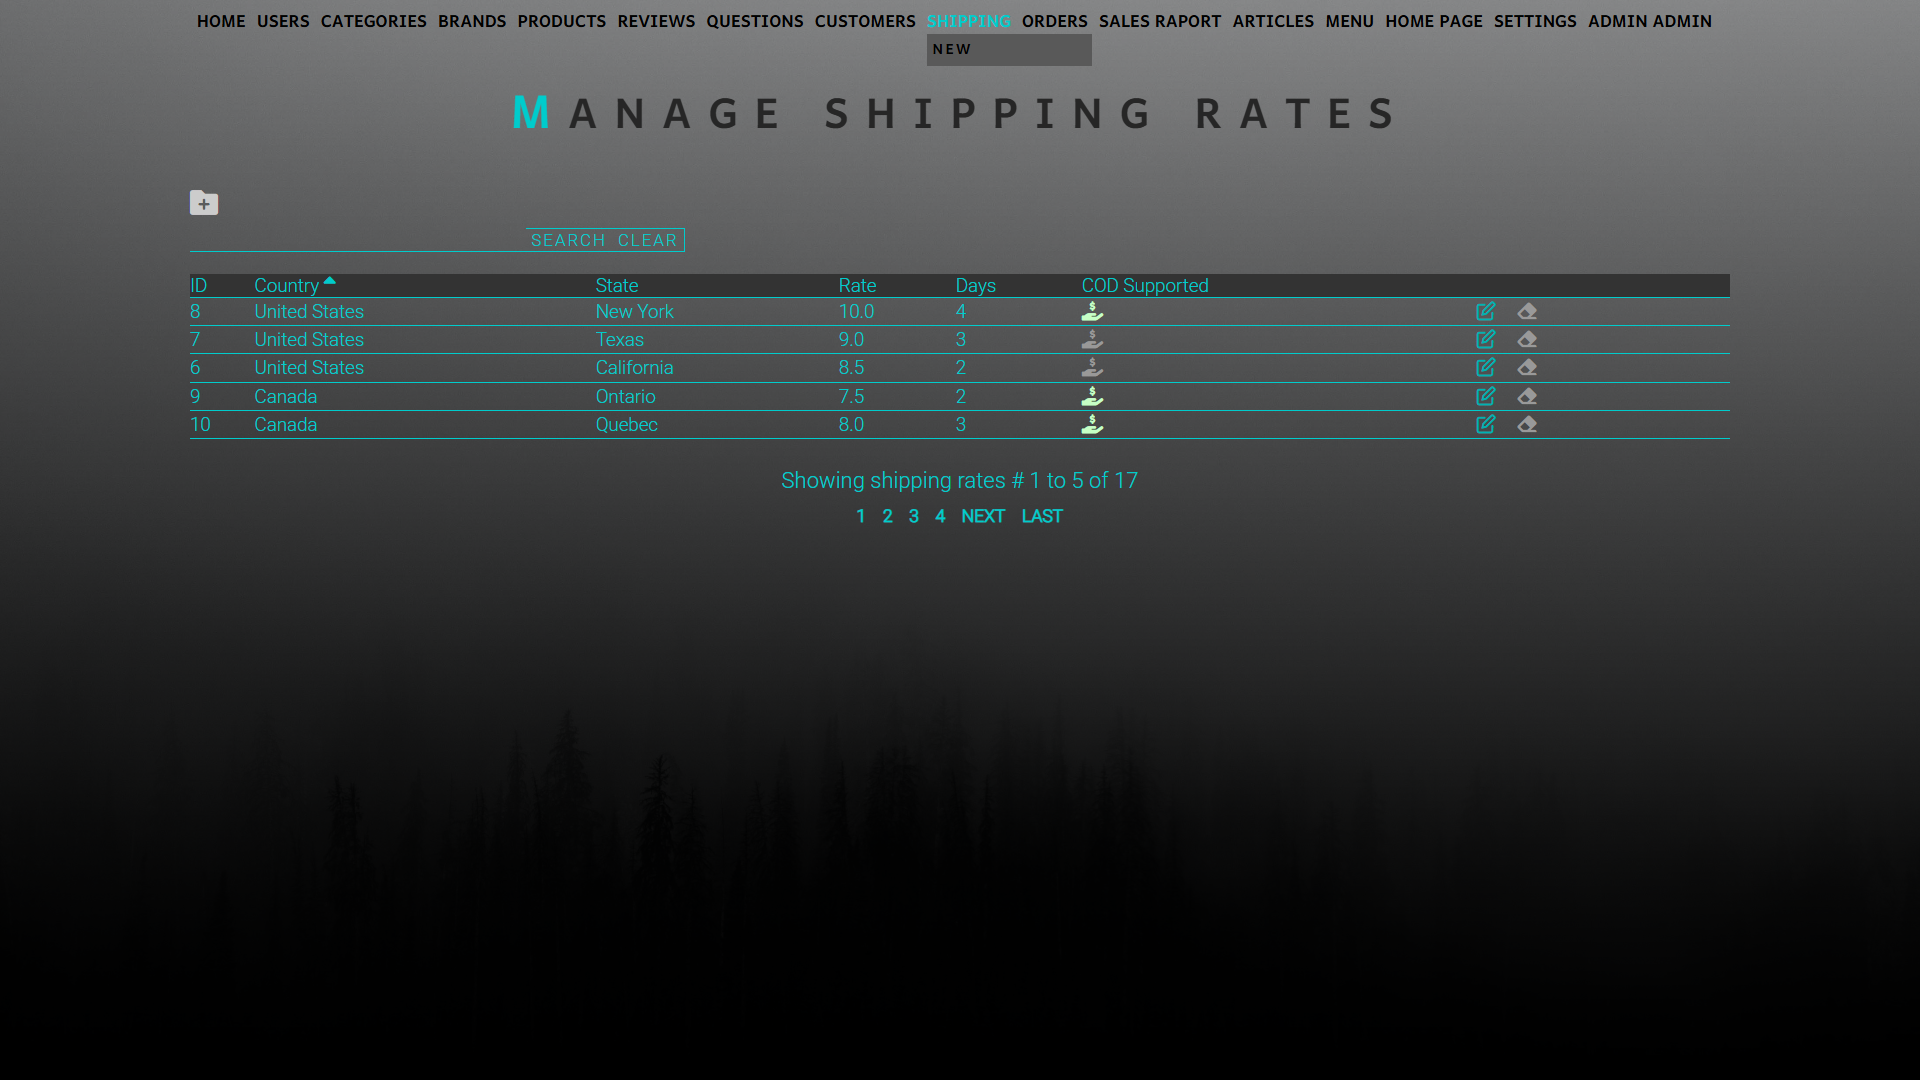 HOME USERS CATEGORIES BRANDS PRODUCTS REVIEWS QUESTIONS CUSTOMERS SHIPPING ORDERS SALES RAPORT ARTICLES MENU HOME PAGE SETTINGS ADMIN ADMIN
NEW
MANAGE SHIPPING RATES
SEARCH CLEAR
ID Country State Rate Days COD Supported
8 United States New York 10.0 4
7 United States Texas 9.0 3
6 United States California 8.5 2
9 Canada Ontario 7.5 2
10 Canada Quebec 8.0 3
Showing shipping rates # 1 to 5 of 17
1 2 3 4 NEXT LAST